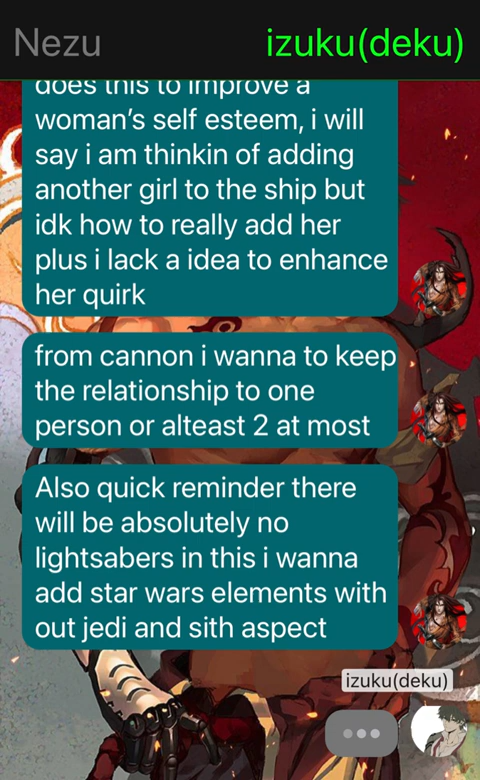 Nezu
izuku(deku)
does this to improve a
woman's self esteem, i will
say i am thinkin of adding
another girl to the ship but
idk how to really add her
plus i lack a idea to enhance
her quirk
from cannon i wanna to keep
the relationship to one
person or alteast 2 at most
Also quick reminder there
will be absolutely no
lightsabers in this i wanna
add star wars elements with
out jedi and sith aspect
izuku(deku)